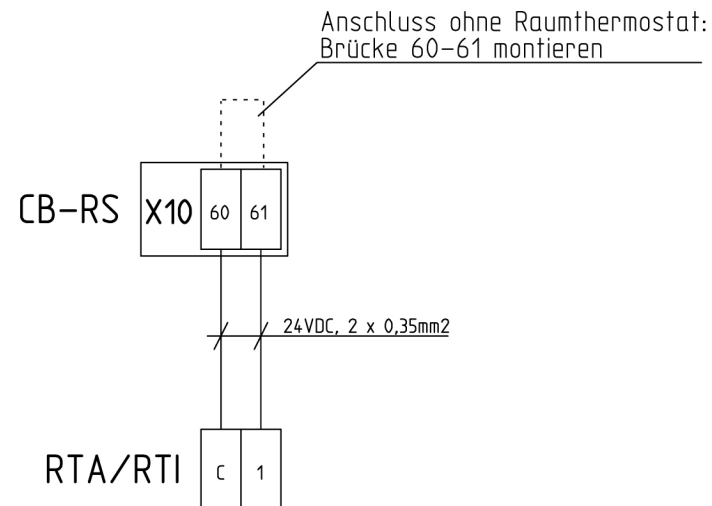 Anschluss ohne Raumthermostat:
Brücke 60-61 montieren
CB-RS X10 60 61
24VDC, 2 x 0,35mm2
RTA/RTI C 1